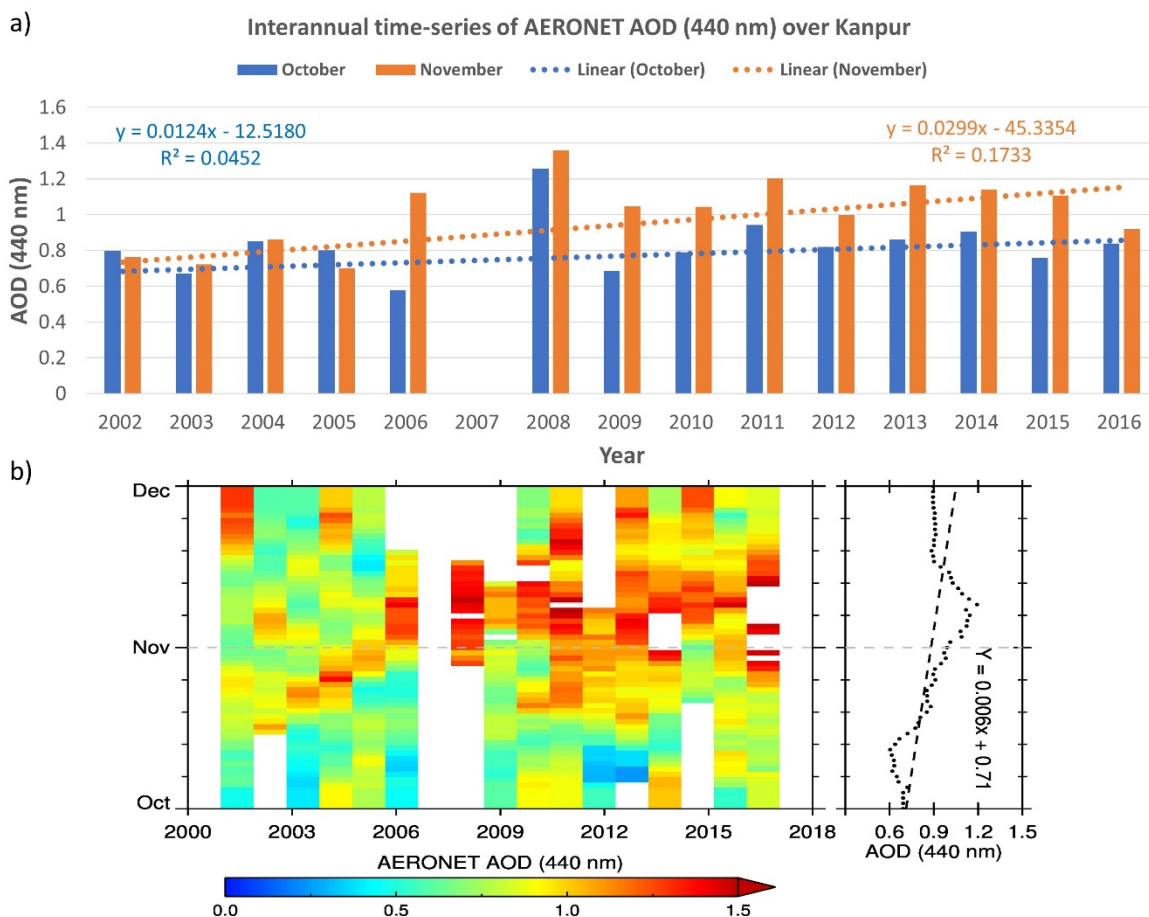 a)
Interannual time-series of AERONET AOD (440 nm) over Kanpur
October November Linear (October) Linear (November)
1.6
1.4
1.2
1
0.8
0.6
0.4
0.2
0
AOD (440 nm)
y = 0.0124x - 12.5180
R² = 0.0452
y = 0.0299x - 45.3354
R² = 0.1733
2002 2003 2004 2005 2006 2007 2008 2009 2010 2011 2012 2013 2014 2015 2016
Year
b)
Dec
Nov
Oct
2000 2003 2006 2009 2012 2015 2018
AERONET AOD (440 nm)
0.0 0.5 1.0 1.5
Y = 0.006x + 0.71
0.6 0.9 1.2 1.5
AOD (440 nm)